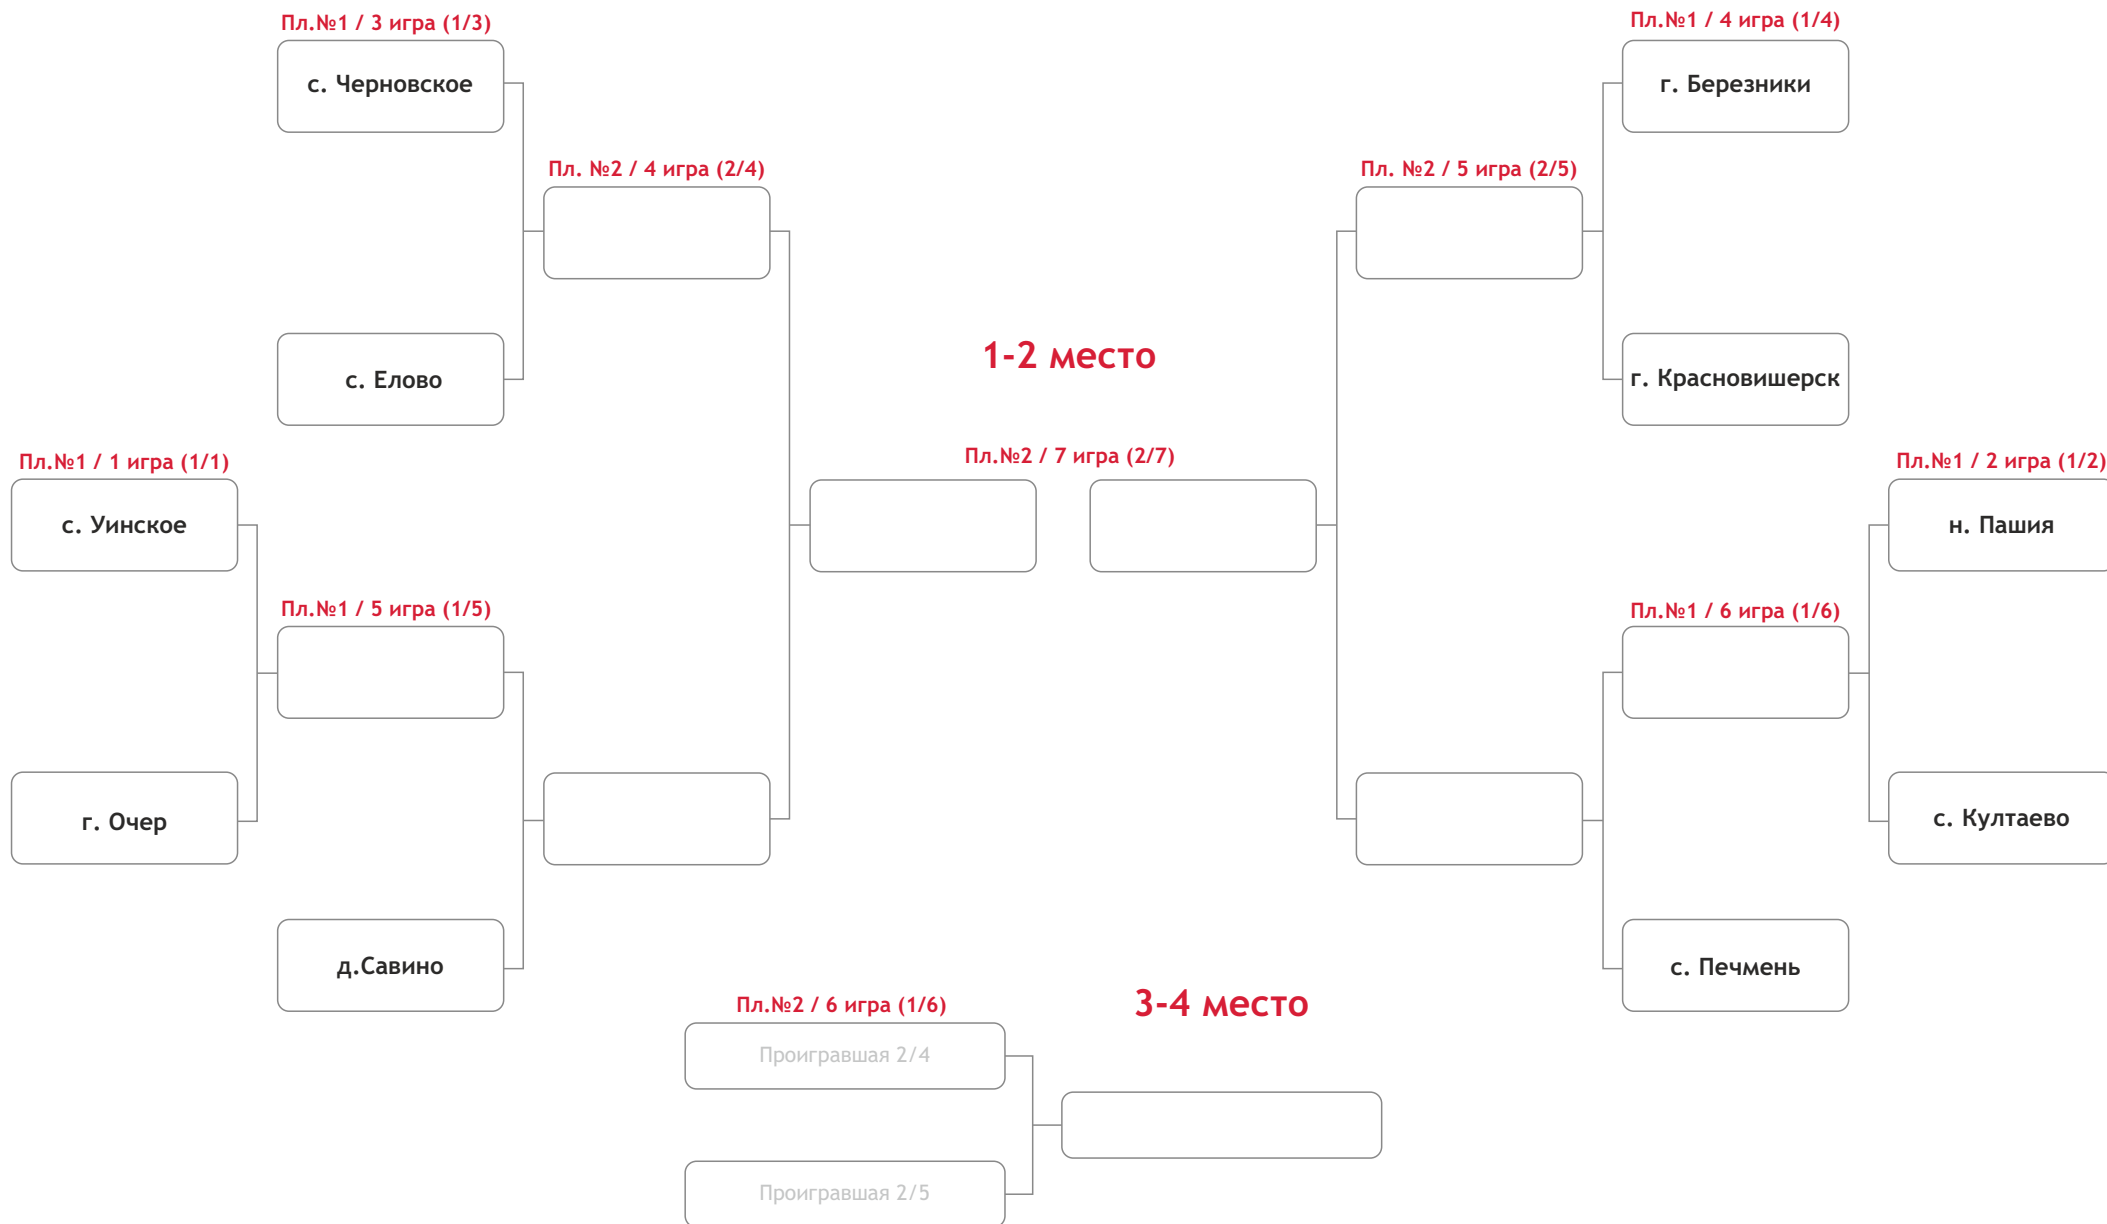 Пл.№1 / 3 игра (1/3)
Пл.№1 / 4 игра (1/4)
с. Черновское
г. Березники
Пл. №2 / 4 игра (2/4)
Пл. №2 / 5 игра (2/5)
1-2 место
с. Елово
г. Красновишерск
Пл.№1 / 1 игра (1/1)
Пл.№2 / 7 игра (2/7)
Пл.№1 / 2 игра (1/2)
с. Уинское
н. Пашия
Пл.№1 / 5 игра (1/5)
Пл.№1 / 6 игра (1/6)
г. Очер
с. Култаево
д.Савино
с. Печмень
Пл.№2 / 6 игра (1/6)
3-4 место
Проигравшая 2/4
Проигравшая 2/5